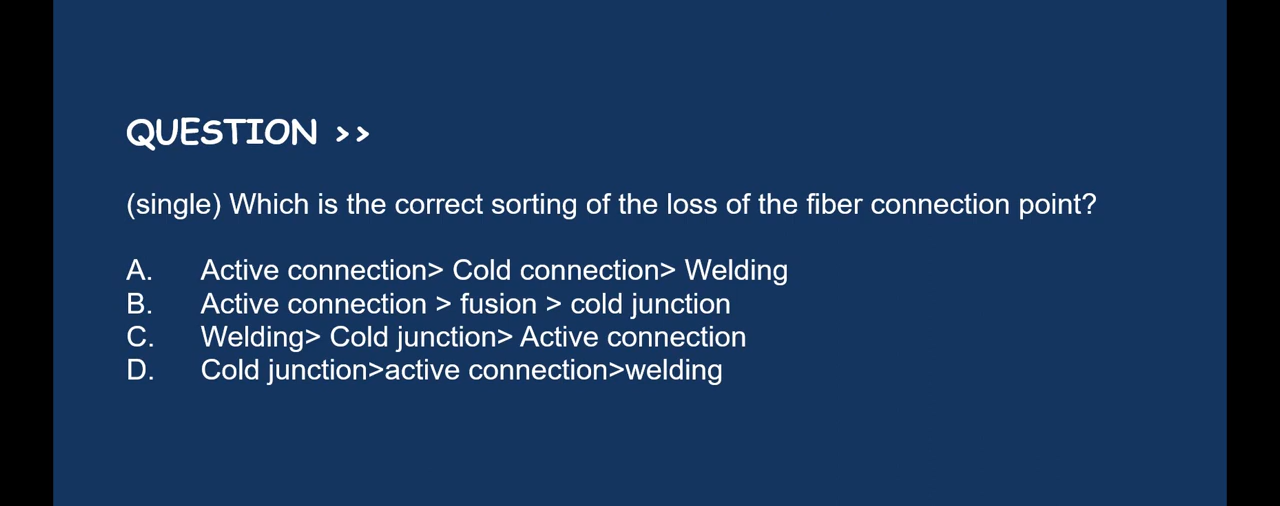 QUESTION >>
(single) Which is the correct sorting of the loss of the fiber connection point?
A. Active connection> Cold connection> Welding
B. Active connection > fusion > cold junction
C. Welding> Cold junction> Active connection
D. Cold junction>active connection>welding